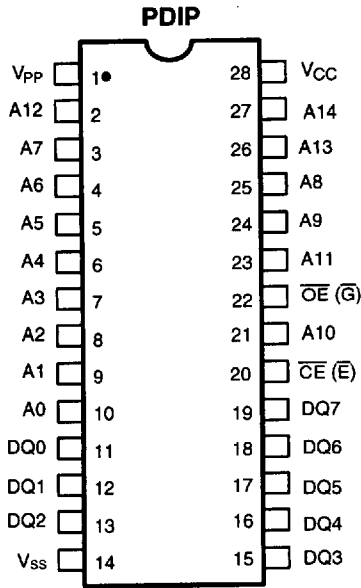 PDIP
VPP 1 28 VCC
A12 2 27 A14
A7 3 26 A13
A6 4 25 A8
A5 5 24 A9
A4 6 23 A11
A3 7 22 O̅E̅ (G̅)
A2 8 21 A10
A1 9 20 C̅E̅ (E̅)
A0 10 19 DQ7
DQ0 11 18 DQ6
DQ1 12 17 DQ5
DQ2 13 16 DQ4
VSS 14 15 DQ3